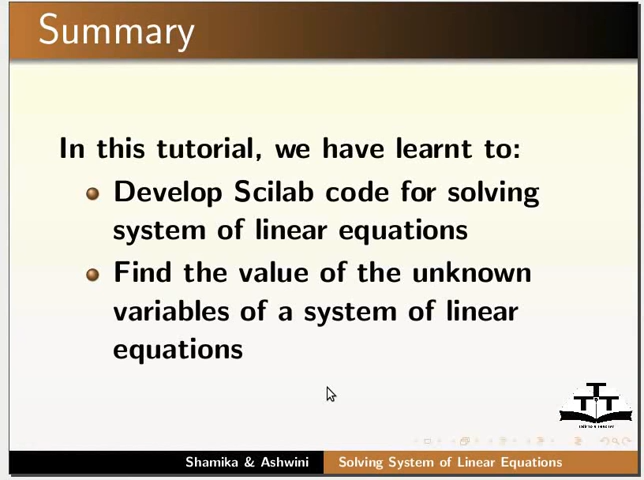 Summary
In this tutorial, we have learnt to:
Develop Scilab code for solving
system of linear equations
Find the value of the unknown
variables of a system of linear
equations
Shamika & Ashwini
Solving System of Linear Equations